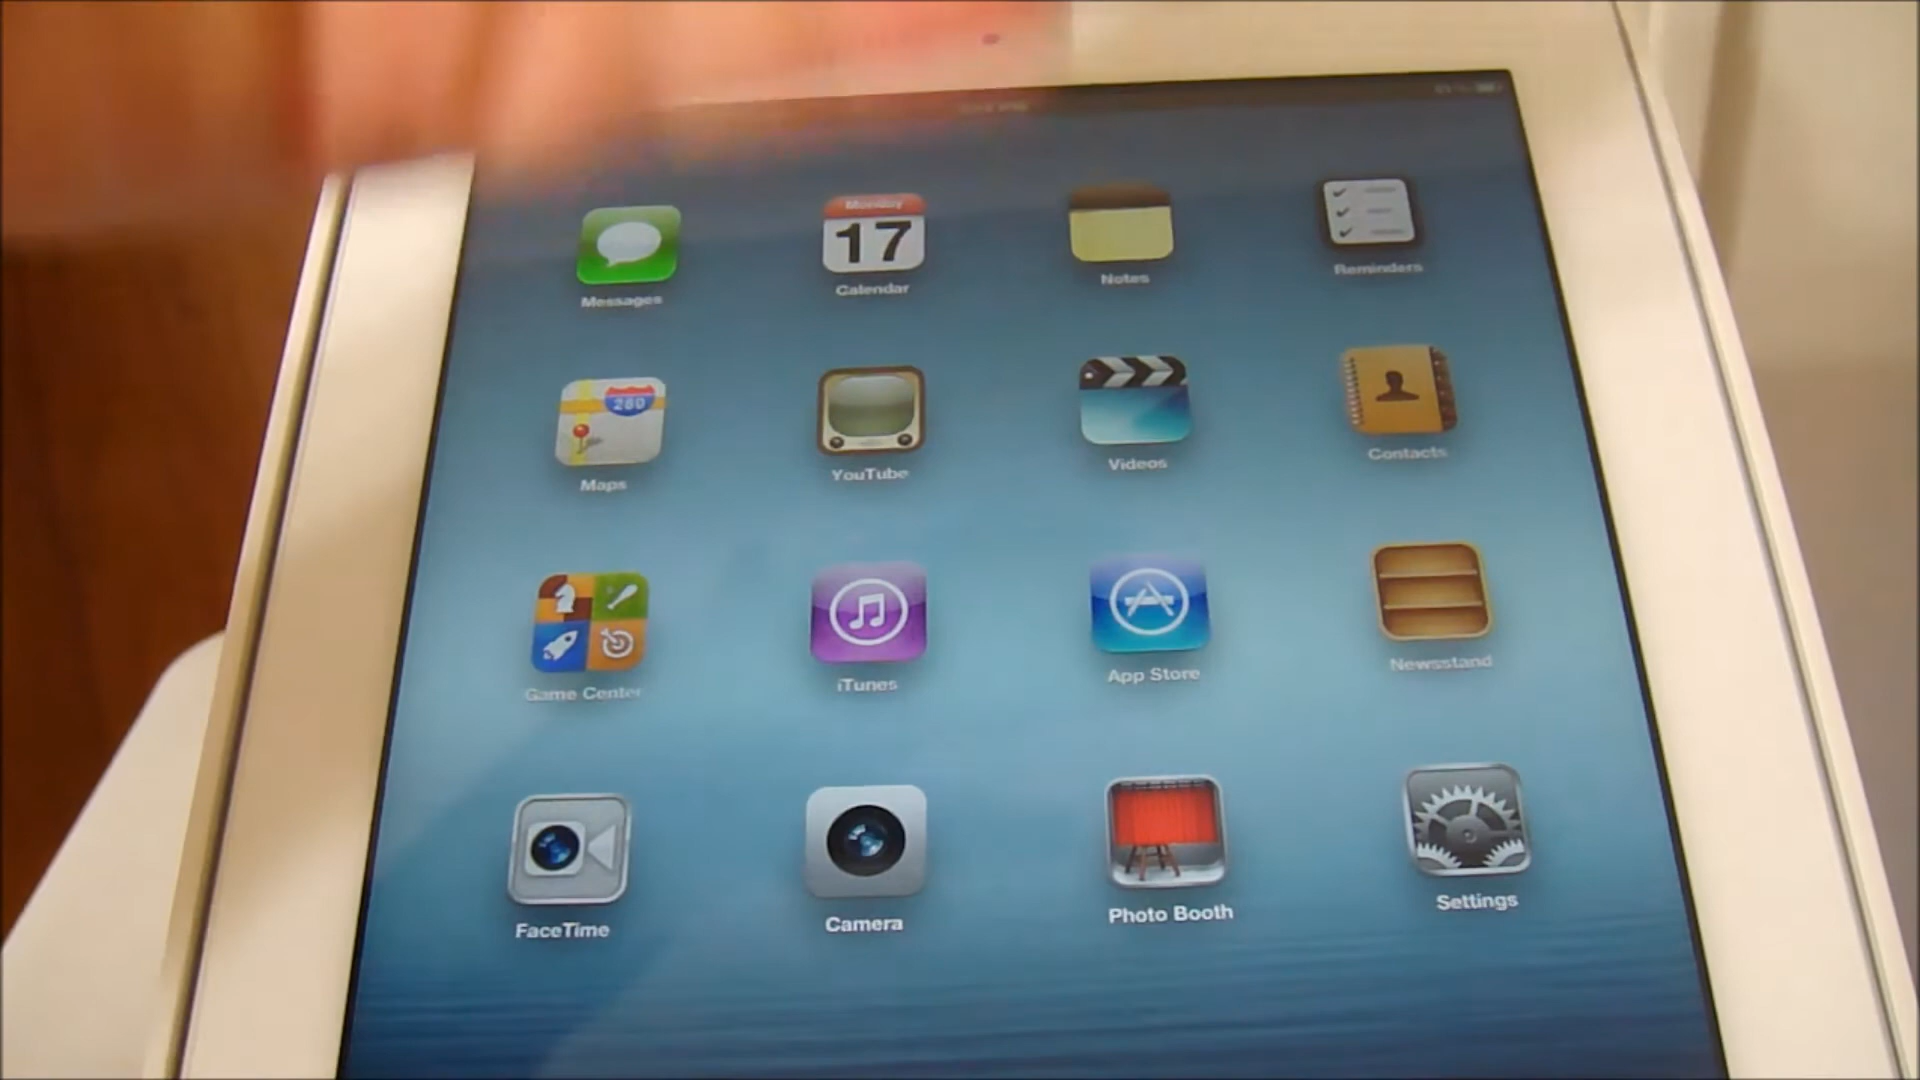 Monday
17
Messages
Calendar
Notes
Reminders
280
Maps
YouTube
Videos
Contacts
Game Center
iTunes
App Store
Newsstand
FaceTime
Camera
Photo Booth
Settings